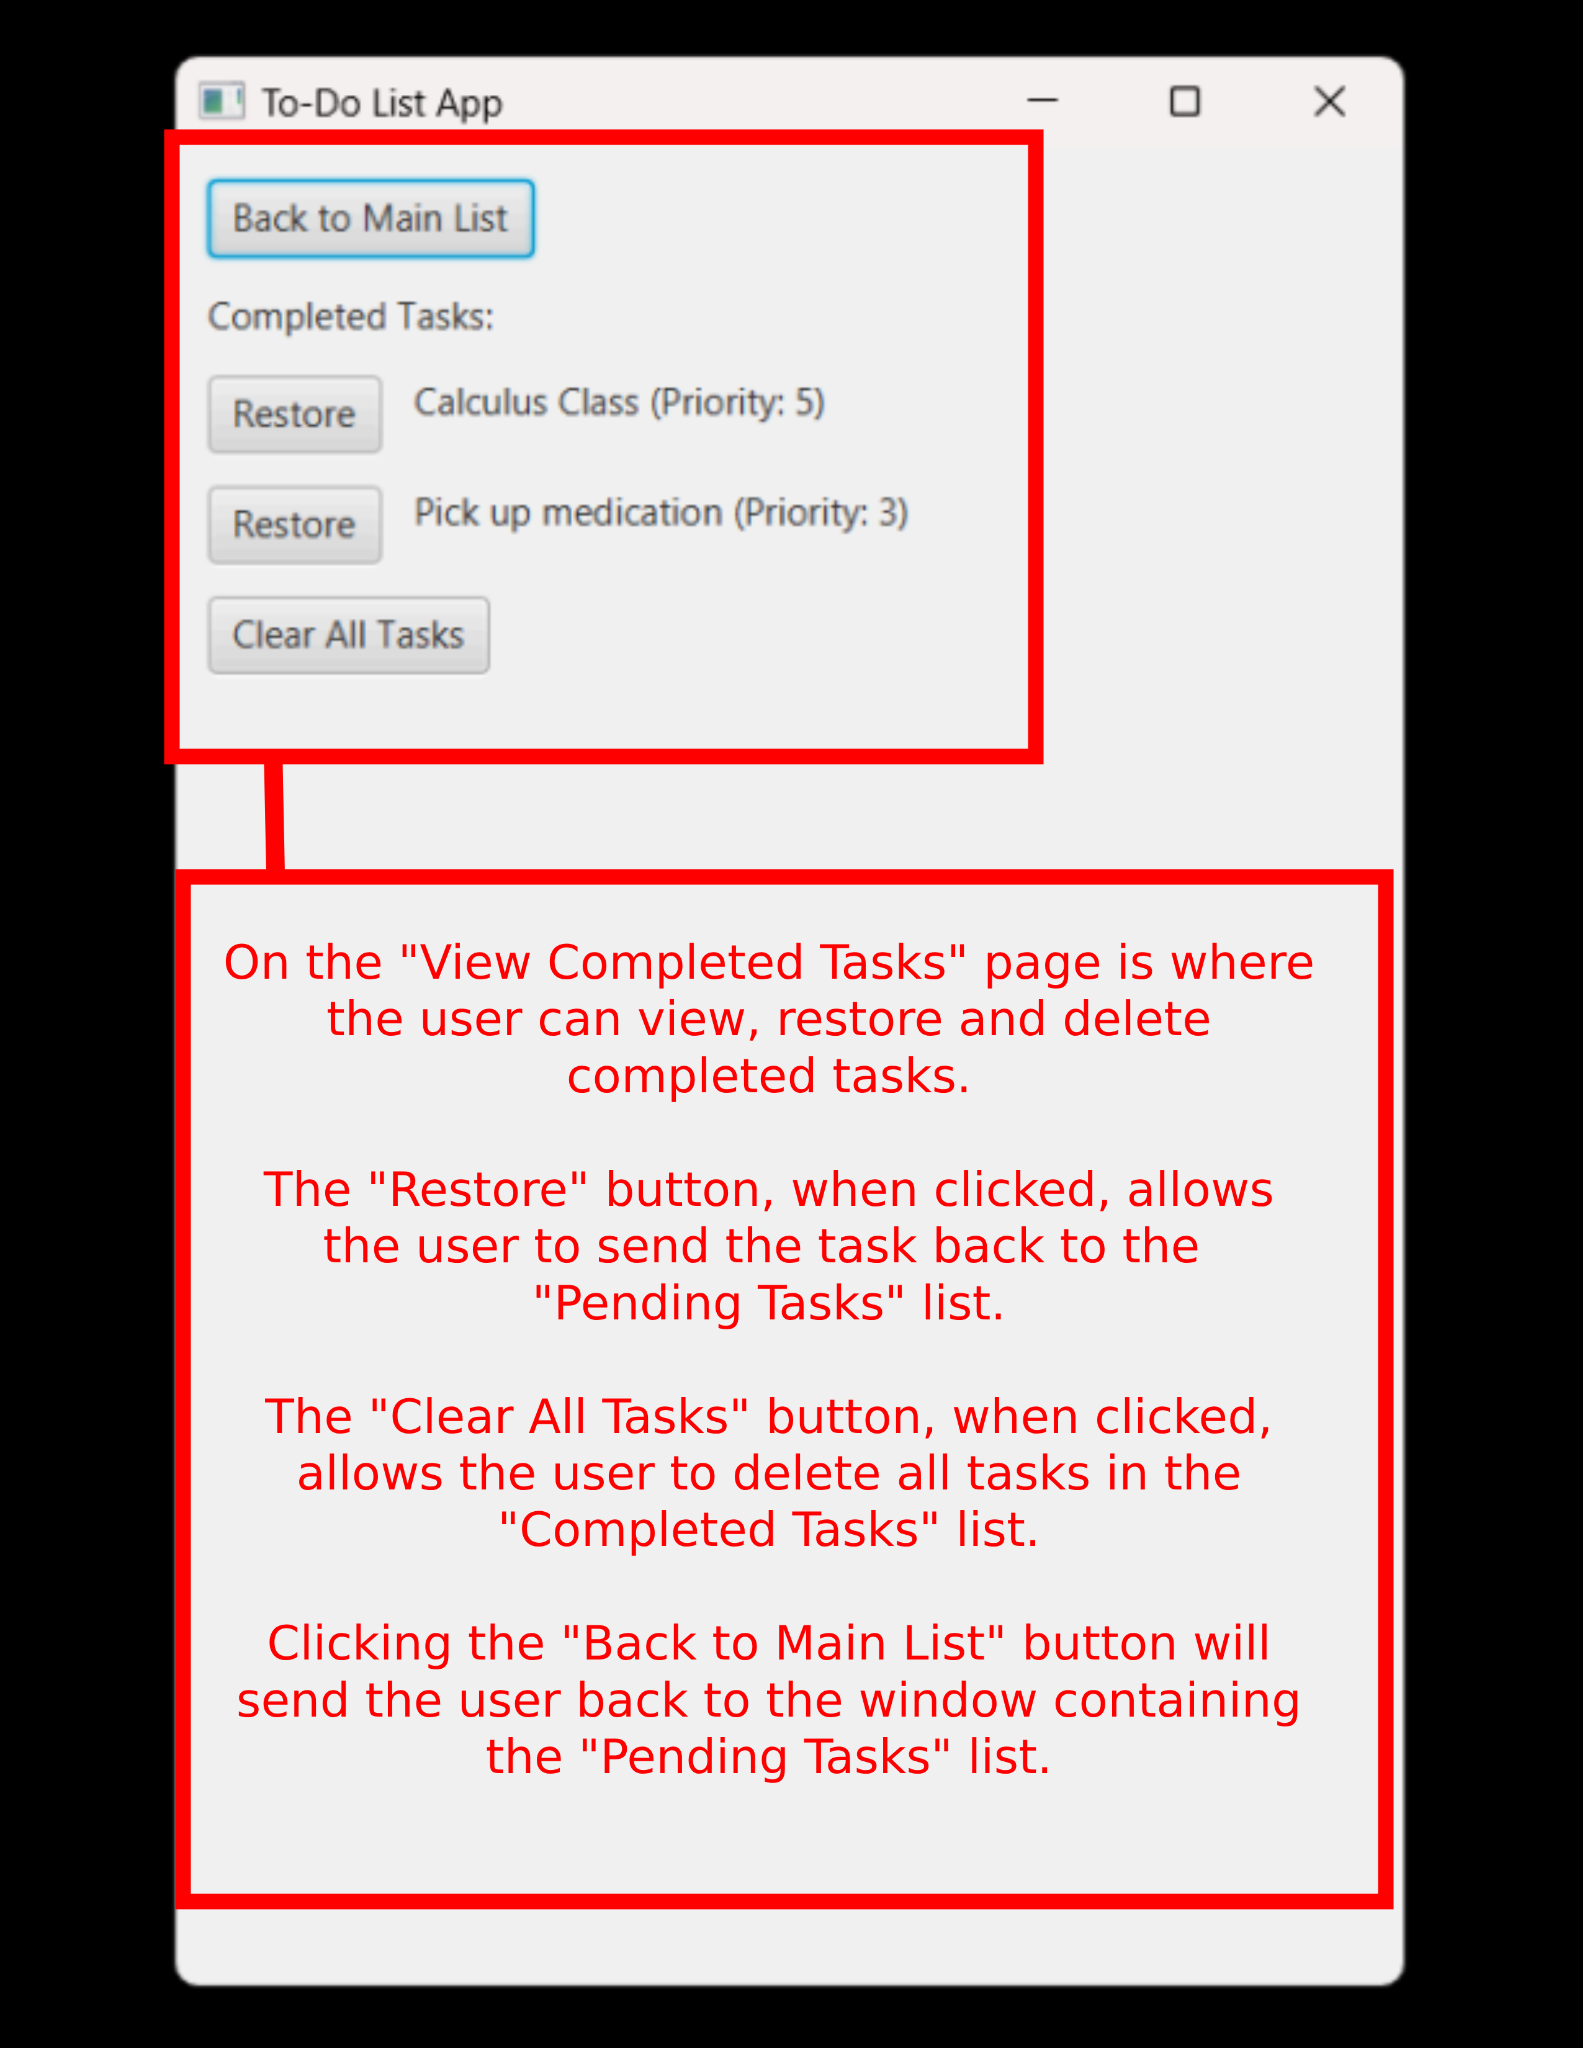 To-Do List App
Back to Main List
Completed Tasks:
Restore Calculus Class (Priority: 5)
Restore Pick up medication (Priority: 3)
Clear All Tasks
On the "View Completed Tasks" page is where
the user can view, restore and delete
completed tasks.
The "Restore" button, when clicked, allows
the user to send the task back to the
"Pending Tasks" list.
The "Clear All Tasks" button, when clicked,
allows the user to delete all tasks in the
"Completed Tasks" list.
Clicking the "Back to Main List" button will
send the user back to the window containing
the "Pending Tasks" list.